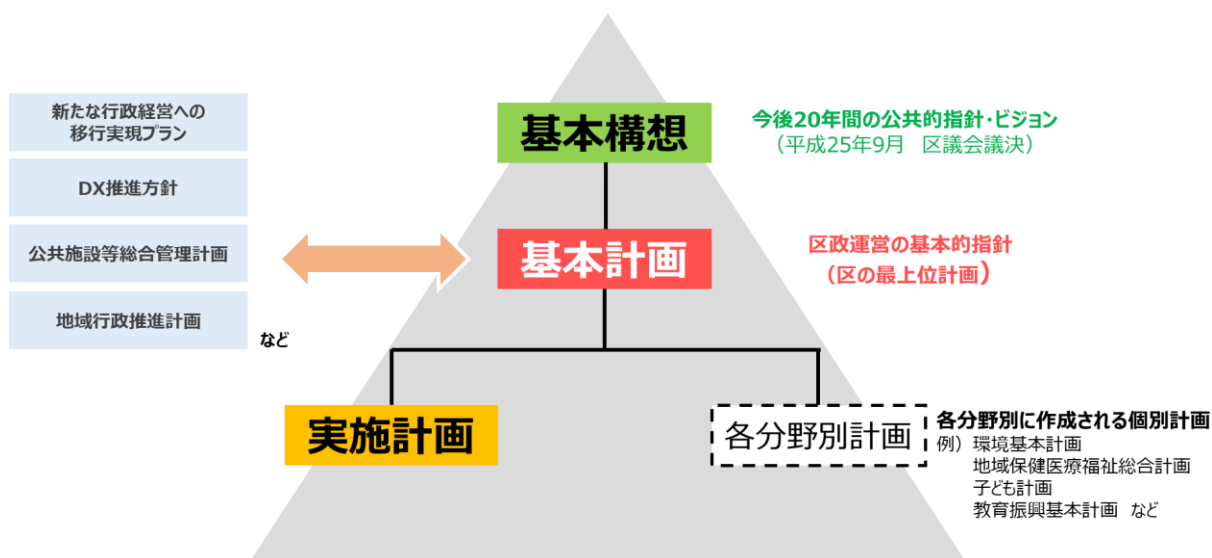 新たな行政経営への
移行実現プラン
DX推進方針
公共施設等総合管理計画
地域行政推進計画
など
基本構想
今後20年間の公共的指針・ビジョン
（平成25年9月　区議会議決）
基本計画
区政運営の基本的指針
（区の最上位計画）
実施計画
各分野別計画
各分野別に作成される個別計画
例）環境基本計画
地域保健医療福祉総合計画
子ども計画
教育振興基本計画　など